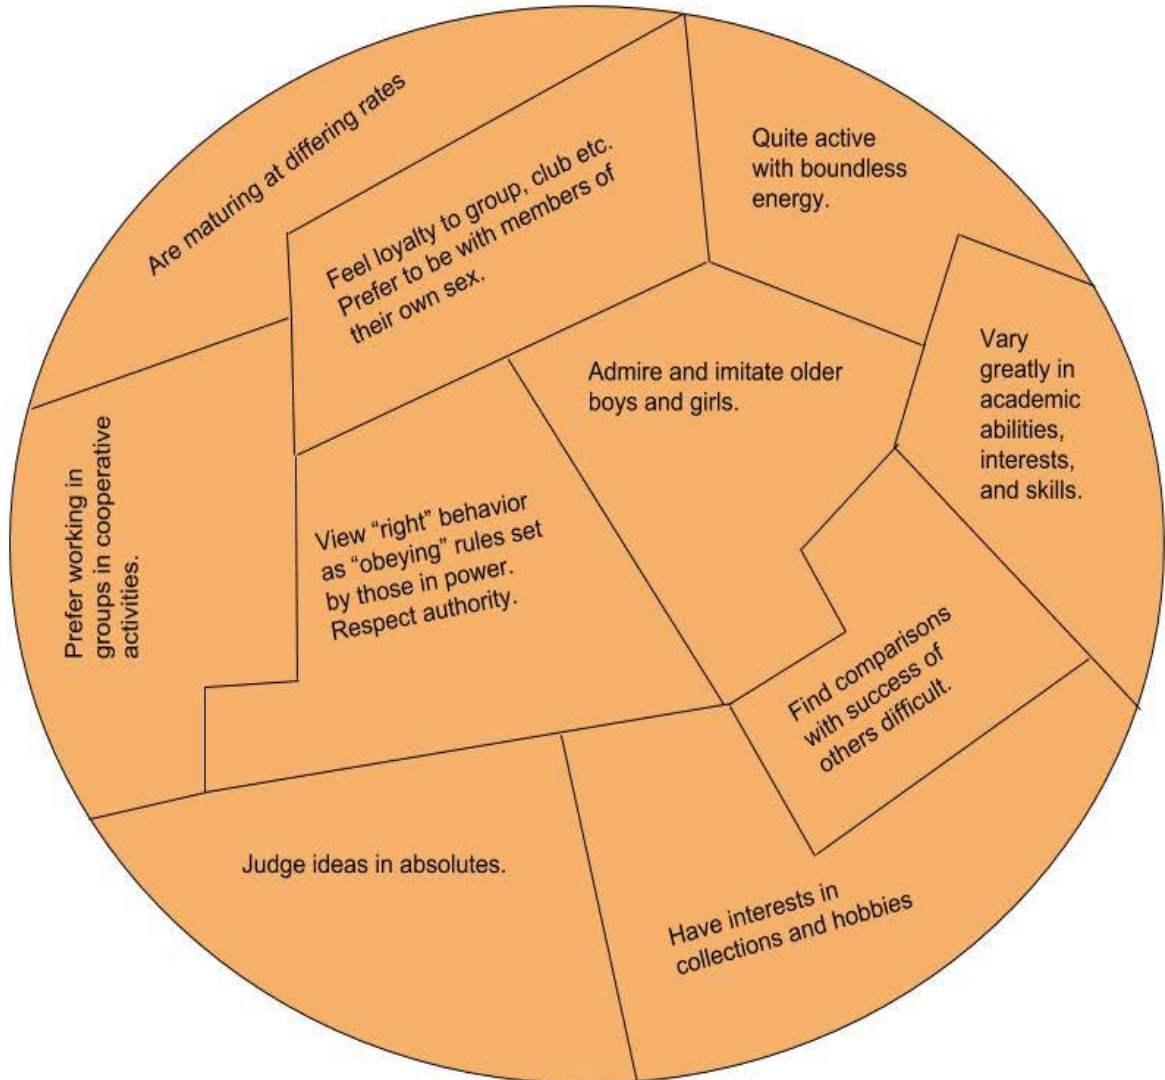 Are maturing at differing rates
Feel loyalty to group, club etc.
Prefer to be with members of
their own sex.
Quite active
with boundless
energy.
Vary
greatly in
academic
abilities,
interests,
and skills.
Admire and imitate older
boys and girls.
Prefer working in
groups in cooperative
activities.
View “right” behavior
as “obeying” rules set
by those in power.
Respect authority.
Find comparisons
with success of
others difficult.
Judge ideas in absolutes.
Have interests in
collections and hobbies